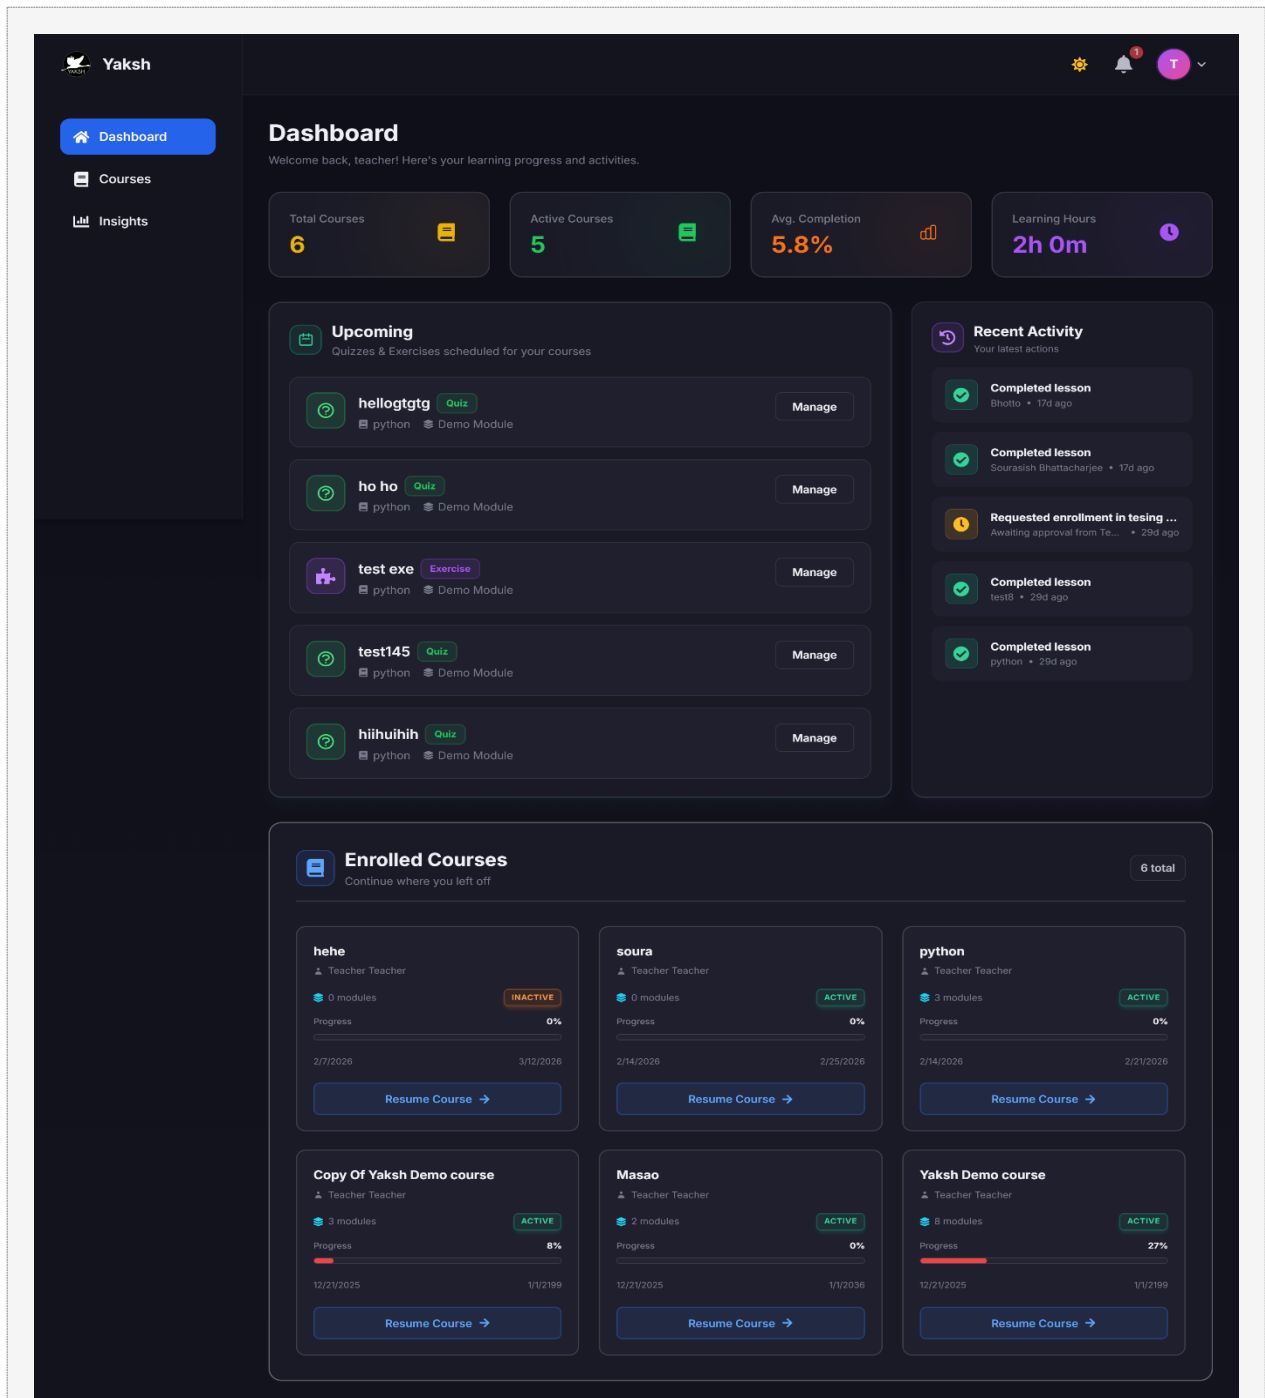 YAKSH
Yaksh
1
T
Dashboard
Courses
Insights
Dashboard
Welcome back, teacher! Here's your learning progress and activities.
Total Courses
6
Active Courses
5
Avg. Completion
5.8%
Learning Hours
2h 0m
Upcoming
Quizzes & Exercises scheduled for your courses
hellogtgtg Quiz
python Demo Module
Manage
ho ho Quiz
python Demo Module
Manage
test exe Exercise
python Demo Module
Manage
test145 Quiz
python Demo Module
Manage
hiihuihih Quiz
python Demo Module
Manage
Recent Activity
Your latest actions
Completed lesson
Bhotto • 17d ago
Completed lesson
Sourasish Bhattacharjee • 17d ago
Requested enrollment in tesing ...
Awaiting approval from Te... • 29d ago
Completed lesson
test8 • 29d ago
Completed lesson
python • 29d ago
Enrolled Courses
Continue where you left off
6 total
hehe
Teacher Teacher
0 modules INACTIVE
Progress 0%
2/7/2026 3/12/2026
Resume Course →
soura
Teacher Teacher
0 modules ACTIVE
Progress 0%
2/14/2026 2/25/2026
Resume Course →
python
Teacher Teacher
3 modules ACTIVE
Progress 0%
2/14/2026 2/21/2026
Resume Course →
Copy Of Yaksh Demo course
Teacher Teacher
3 modules ACTIVE
Progress 8%
12/21/2025 1/1/2199
Resume Course →
Masao
Teacher Teacher
2 modules ACTIVE
Progress 0%
12/21/2025 1/1/2036
Resume Course →
Yaksh Demo course
Teacher Teacher
8 modules ACTIVE
Progress 27%
12/21/2025 1/1/2199
Resume Course →